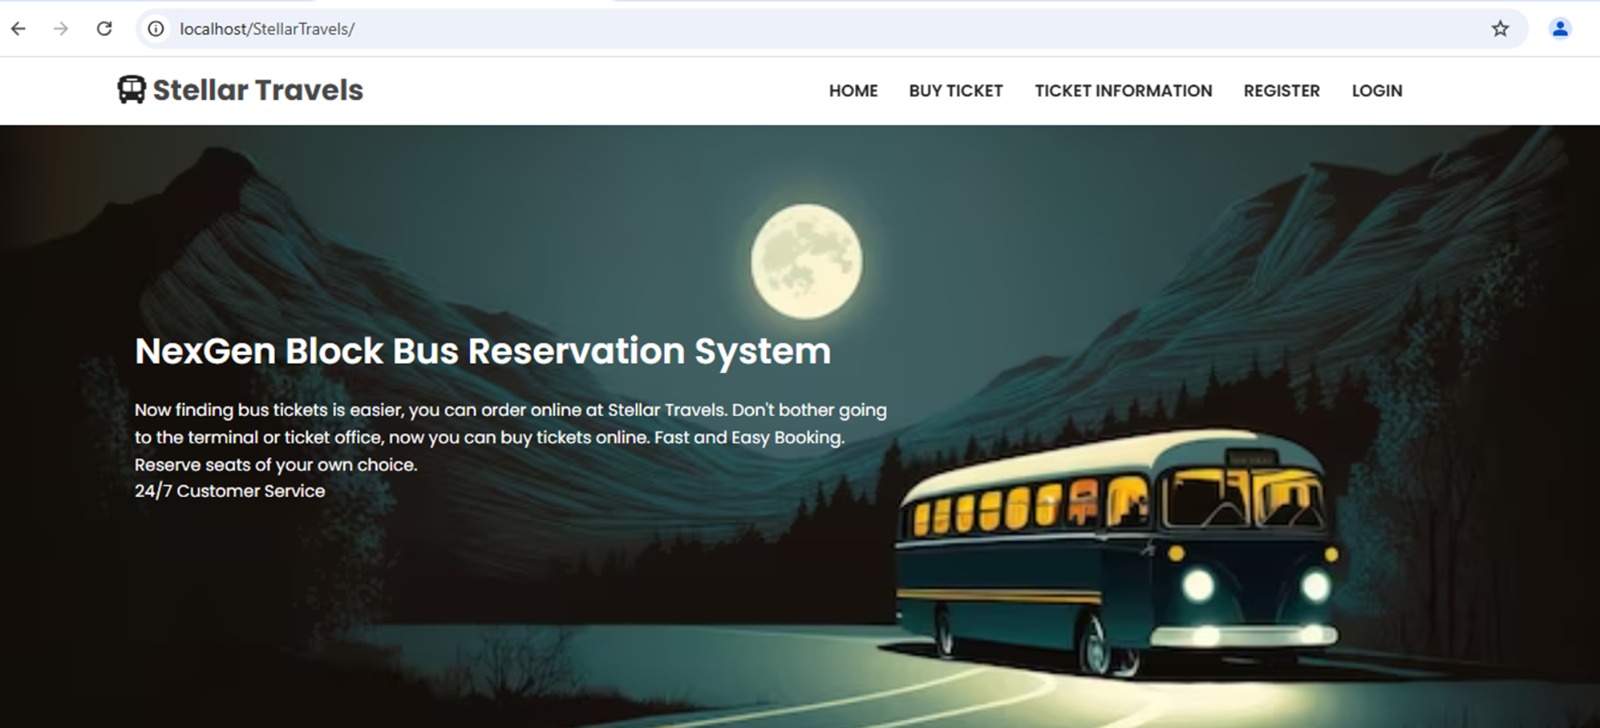 localhost/StellarTravels/
Stellar Travels
HOME BUY TICKET TICKET INFORMATION REGISTER LOGIN
NexGen Block Bus Reservation System
Now finding bus tickets is easier, you can order online at Stellar Travels. Don't bother going
to the terminal or ticket office, now you can buy tickets online. Fast and Easy Booking.
Reserve seats of your own choice.
24/7 Customer Service